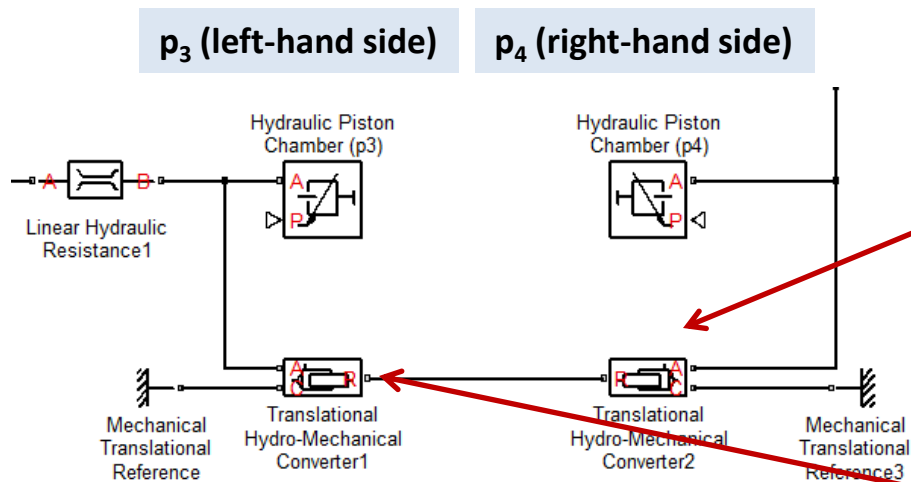 p₃ (left-hand side)
p₄ (right-hand side)
Hydraulic Piston
Chamber (p3)
Hydraulic Piston
Chamber (p4)
A
B
A
P
A
P
Linear Hydraulic
Resistance1
A
C
R
R
A
C
Mechanical
Translational
Reference
Translational
Hydro-Mechanical
Converter1
Translational
Hydro-Mechanical
Converter2
Mechanical
Translational
Reference3